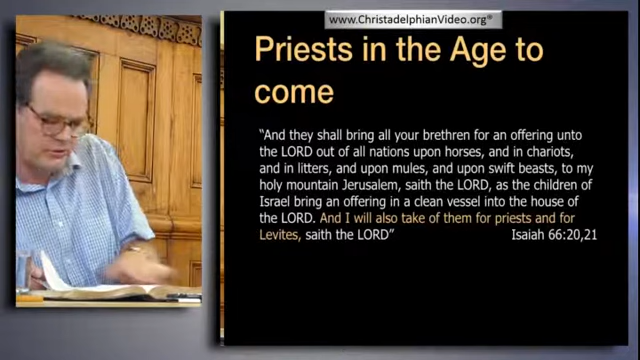 www.ChristadelphianVideo.org®
Priests in the Age to
come
“And they shall bring all your brethren for an offering unto
the LORD out of all nations upon horses, and in chariots,
and in litters, and upon mules, and upon swift beasts, to my
holy mountain Jerusalem, saith the LORD, as the children of
Israel bring an offering in a clean vessel into the house of
the LORD. And I will also take of them for priests and for
Levites, saith the LORD” Isaiah 66:20,21